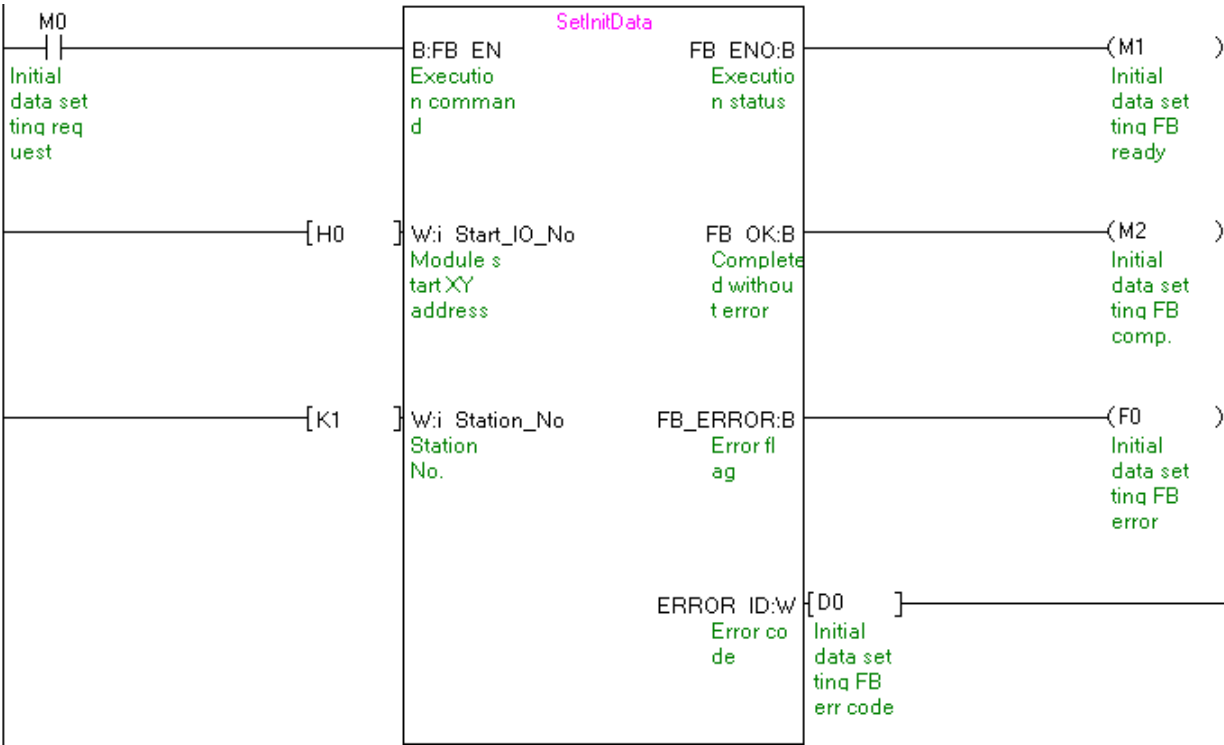 M0
SetInitData
B:FB_EN
FB_ENO:B
(M1 )
Initial
data set
ting req
uest
Executio
n comman
d
Executio
n status
Initial
data set
ting FB
ready
[H0 ]
W:i_Start_IO_No
FB_OK:B
(M2 )
Module s
tart XY
address
Complete
d withou
t error
Initial
data set
ting FB
comp.
[K1 ]
W:i_Station_No
FB_ERROR:B
(F0 )
Station
No.
Error fl
ag
Initial
data set
ting FB
error
ERROR_ID:W
[D0 ]
Error co
de
Initial
data set
ting FB
err code